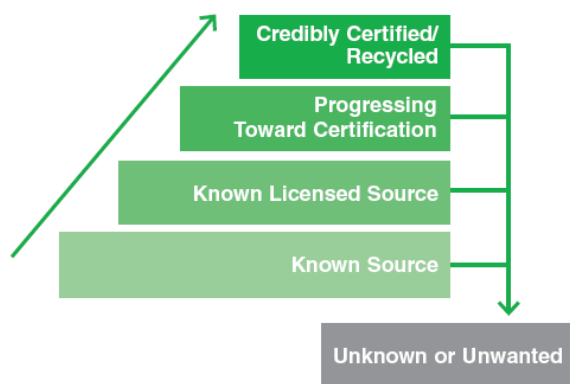 Credibly Certified/
Recycled
Progressing
Toward Certification
Known Licensed Source
Known Source
Unknown or Unwanted